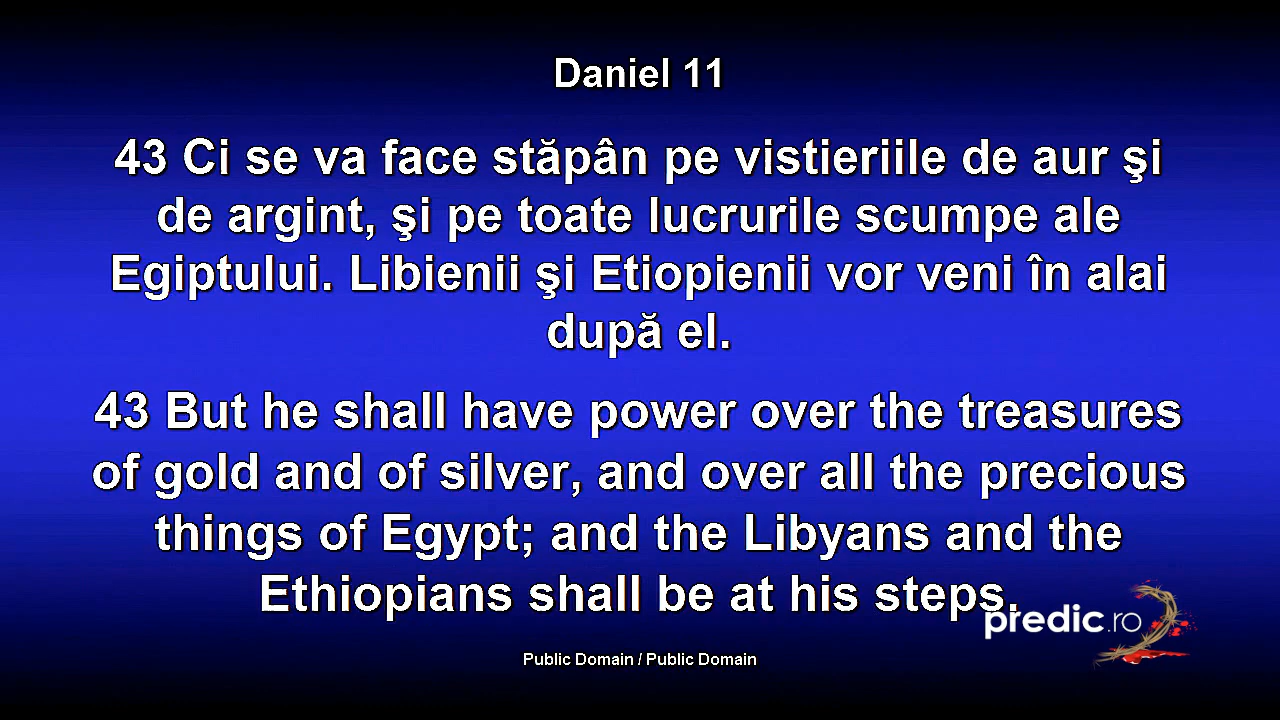 Daniel 11
43 Ci se va face stăpân pe vistieriile de aur şi
de argint, şi pe toate lucrurile scumpe ale
Egiptului. Libienii şi Etiopienii vor veni în alai
după el.
43 But he shall have power over the treasures
of gold and of silver, and over all the precious
things of Egypt; and the Libyans and the
Ethiopians shall be at his steps.
predic.ro
Public Domain / Public Domain